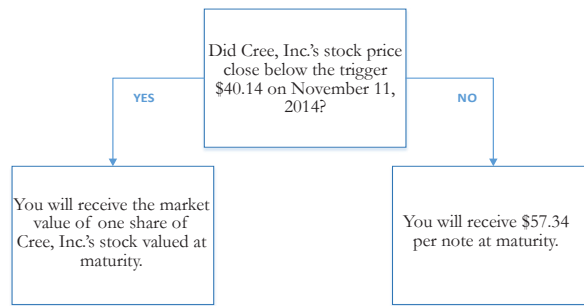 Did Cree, Inc.'s stock price
close below the trigger
$40.14 on November 11,
2014?
YES
NO
You will receive the market
value of one share of
Cree, Inc.'s stock valued at
maturity.
You will receive $57.34
per note at maturity.